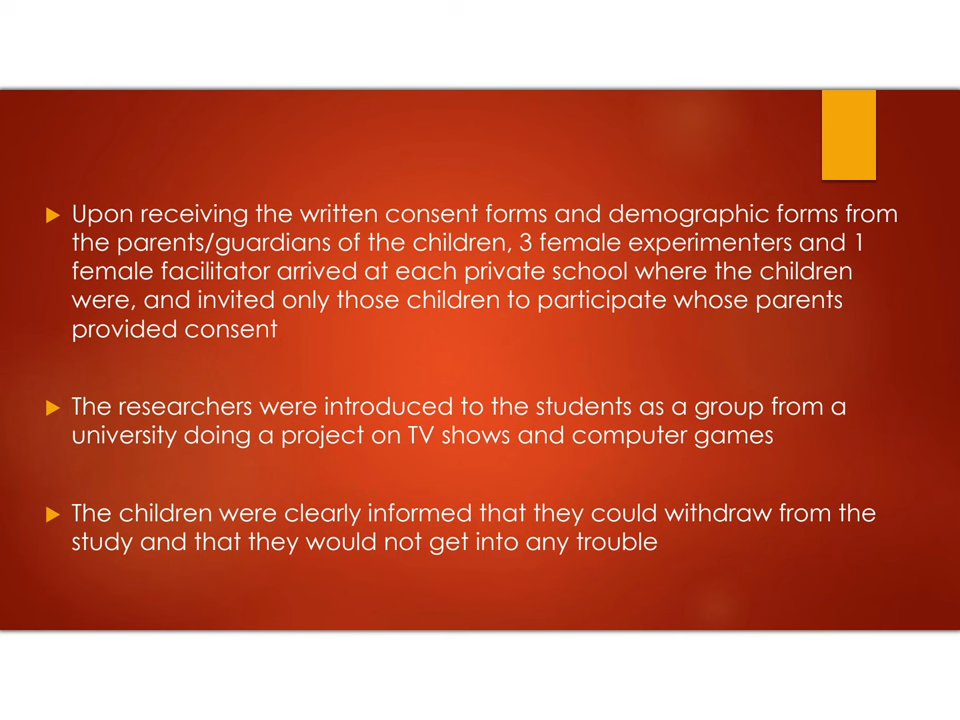 Upon receiving the written consent forms and demographic forms from
the parents/guardians of the children, 3 female experimenters and 1
female facilitator arrived at each private school where the children
were, and invited only those children to participate whose parents
provided consent
The researchers were introduced to the students as a group from a
university doing a project on TV shows and computer games
The children were clearly informed that they could withdraw from the
study and that they would not get into any trouble